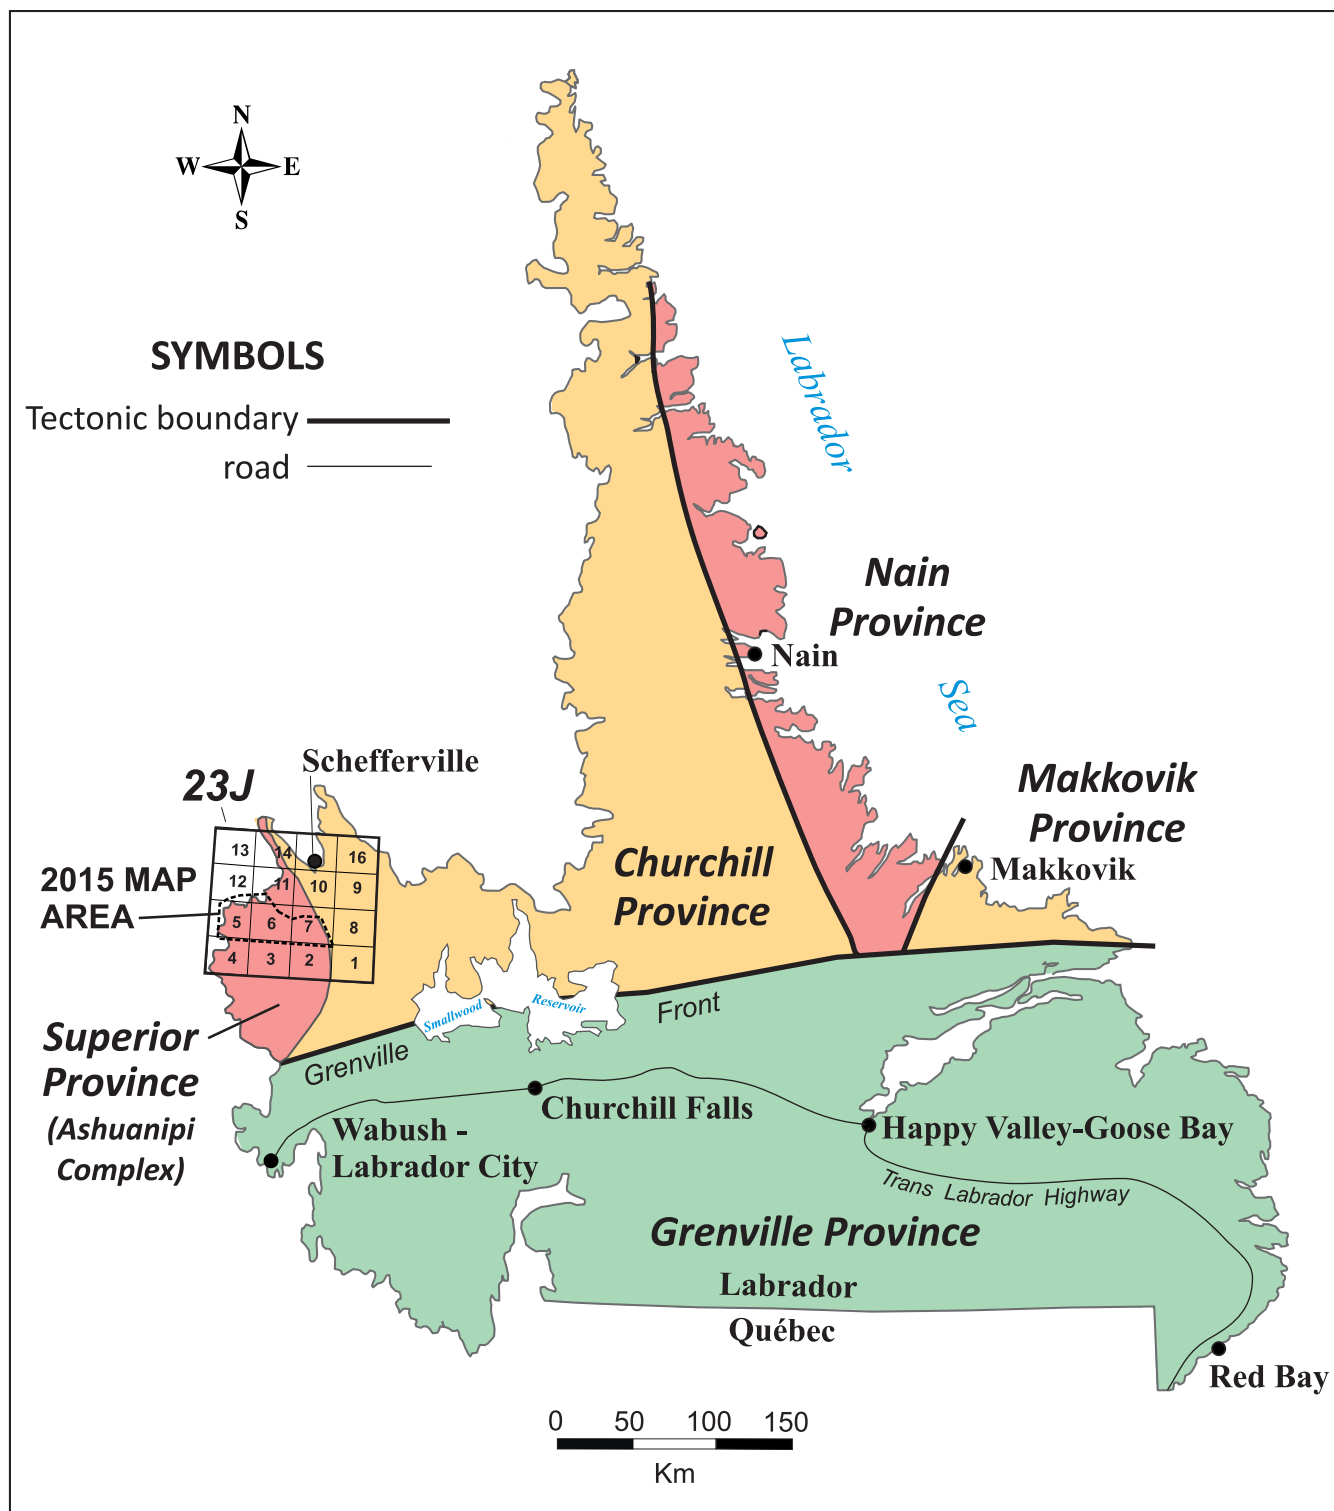 N
W
E
S
SYMBOLS
Tectonic boundary
road
Labrador
Sea
Nain
Province
Nain
Makkovik
Province
Makkovik
Schefferville
23J
13
14
16
12
11
10
9
5
6
7
8
4
3
2
1
2015 MAP
AREA
Churchill
Province
Superior
Province
(Ashuanipi
Complex)
Smallwood
Reservoir
Grenville
Front
Churchill Falls
Wabush -
Labrador City
Happy Valley-Goose Bay
Trans Labrador Highway
Grenville Province
Labrador
Québec
Red Bay
0 50 100 150
Km